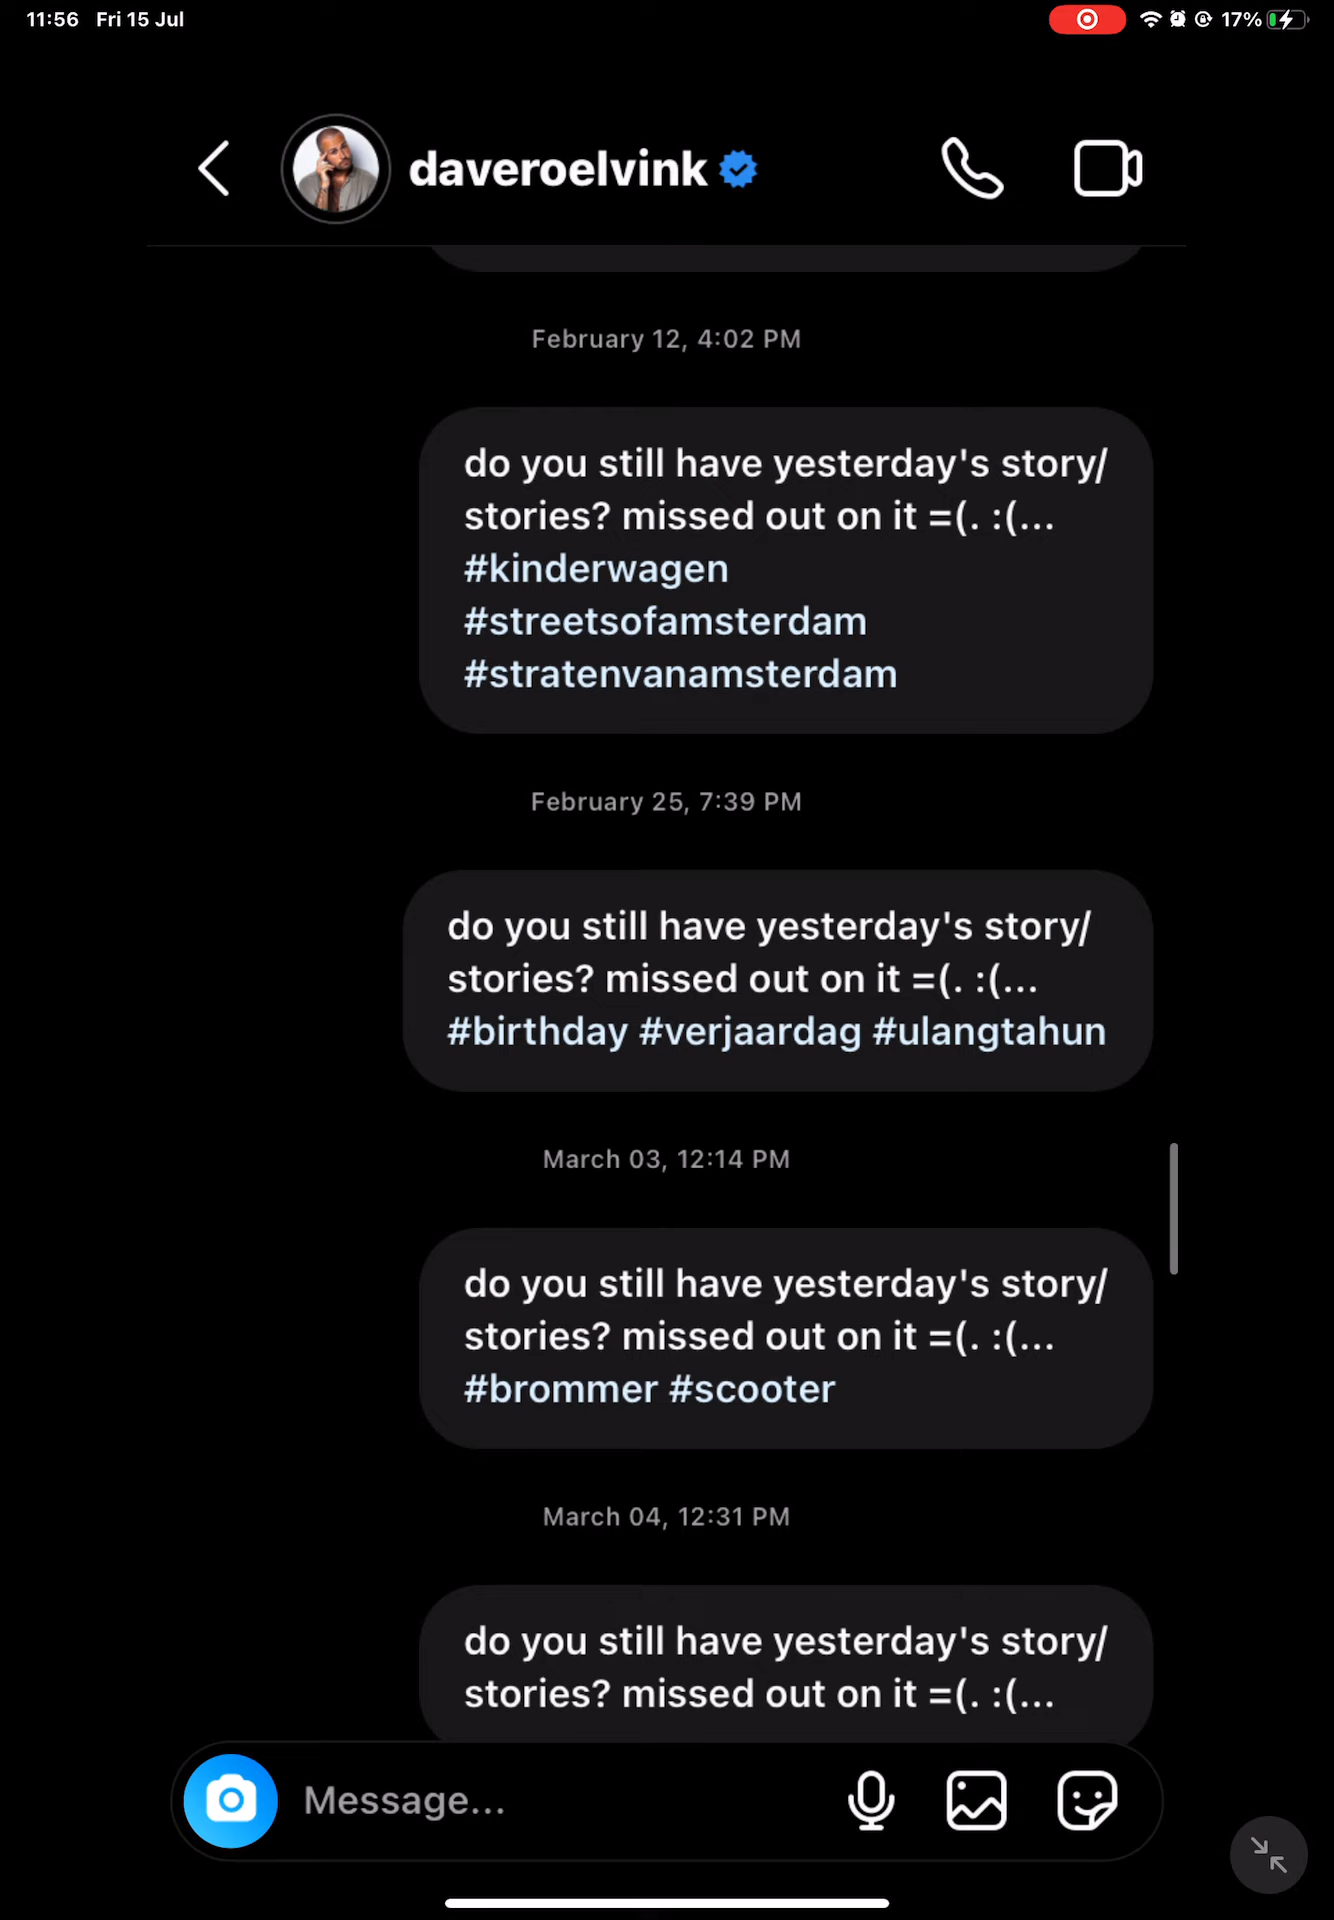 11:56 Fri 15 Jul 17%
daveroelvink
February 12, 4:02 PM
do you still have yesterday's story/
stories? missed out on it =(. :(...
#kinderwagen
#streetsofamsterdam
#stratenvanamsterdam
February 25, 7:39 PM
do you still have yesterday's story/
stories? missed out on it =(. :(...
#birthday #verjaardag #ulangtahun
March 03, 12:14 PM
do you still have yesterday's story/
stories? missed out on it =(. :(...
#brommer #scooter
March 04, 12:31 PM
do you still have yesterday's story/
stories? missed out on it =(. :(...
Message...